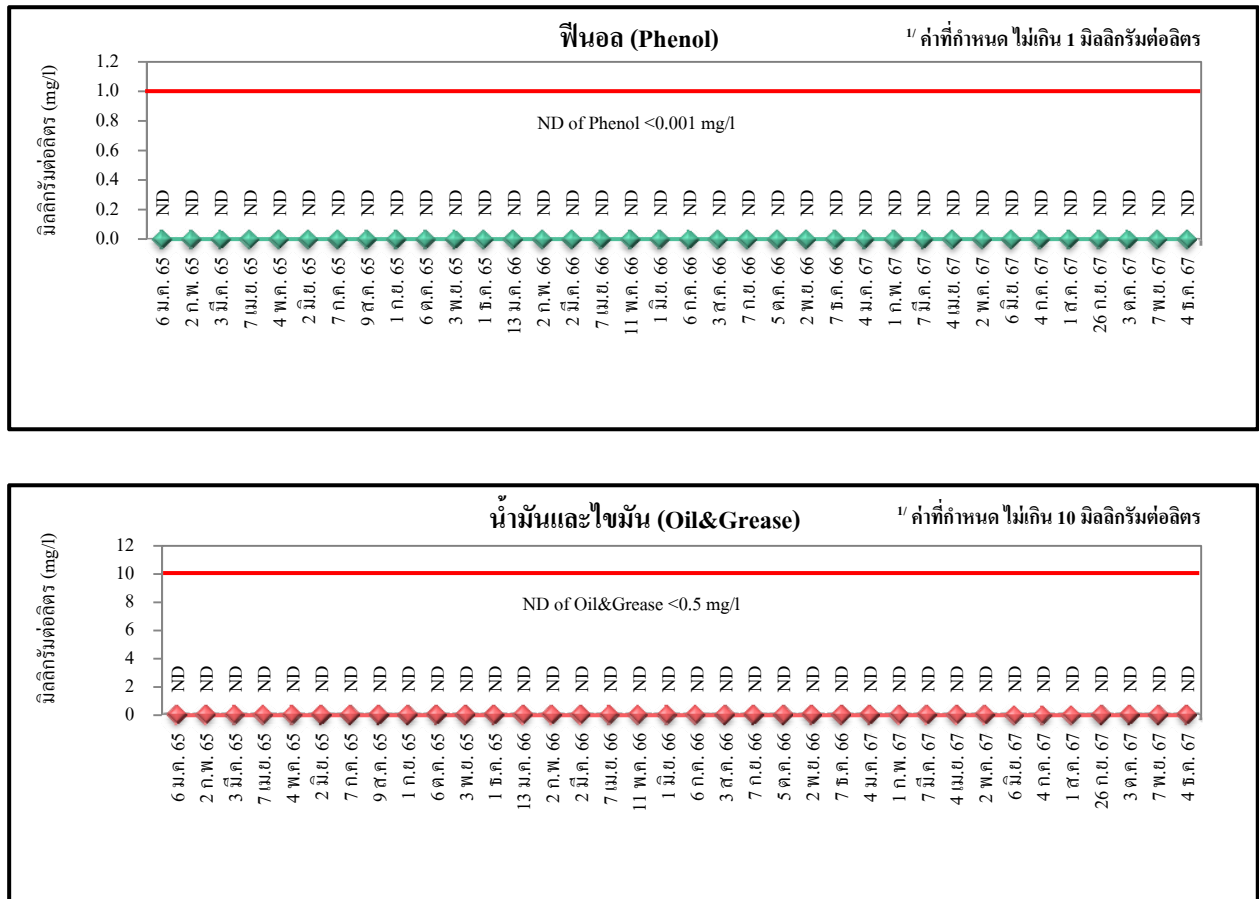 ฟีนอล (Phenol)
1/ ค่าที่กำหนด ไม่เกิน 1 มิลลิกรัมต่อลิตร
มิลลิกรัมต่อลิตร (mg/l)
1.2
1.0
0.8
0.6
0.4
0.2
0.0
ND of Phenol <0.001 mg/l
ND ND ND ND ND ND ND ND ND ND ND ND ND ND ND ND ND ND ND ND ND ND ND ND ND ND ND ND ND ND ND ND ND ND ND ND
6 ม.ค. 65
2 ก.พ. 65
3 มี.ค. 65
7 เม.ย. 65
4 พ.ค. 65
2 มิ.ย. 65
7 ก.ค. 65
9 ส.ค. 65
1 ก.ย. 65
6 ต.ค. 65
3 พ.ย. 65
1 ธ.ค. 65
13 ม.ค. 66
2 ก.พ. 66
2 มี.ค. 66
7 เม.ย. 66
11 พ.ค. 66
1 มิ.ย. 66
6 ก.ค. 66
3 ส.ค. 66
7 ก.ย. 66
5 ต.ค. 66
2 พ.ย. 66
7 ธ.ค. 66
4 ม.ค. 67
1 ก.พ. 67
7 มี.ค. 67
4 เม.ย. 67
2 พ.ค. 67
6 มิ.ย. 67
4 ก.ค. 67
1 ส.ค. 67
26 ก.ย. 67
3 ต.ค. 67
7 พ.ย. 67
4 ธ.ค. 67
น้ำมันและไขมัน (Oil&Grease)
1/ ค่าที่กำหนด ไม่เกิน 10 มิลลิกรัมต่อลิตร
มิลลิกรัมต่อลิตร (mg/l)
12
10
8
6
4
2
0
ND of Oil&Grease <0.5 mg/l
ND ND ND ND ND ND ND ND ND ND ND ND ND ND ND ND ND ND ND ND ND ND ND ND ND ND ND ND ND ND ND ND ND ND ND ND
6 ม.ค. 65
2 ก.พ. 65
3 มี.ค. 65
7 เม.ย. 65
4 พ.ค. 65
2 มิ.ย. 65
7 ก.ค. 65
9 ส.ค. 65
1 ก.ย. 65
6 ต.ค. 65
3 พ.ย. 65
1 ธ.ค. 65
13 ม.ค. 66
2 ก.พ. 66
2 มี.ค. 66
7 เม.ย. 66
11 พ.ค. 66
1 มิ.ย. 66
6 ก.ค. 66
3 ส.ค. 66
7 ก.ย. 66
5 ต.ค. 66
2 พ.ย. 66
7 ธ.ค. 66
4 ม.ค. 67
1 ก.พ. 67
7 มี.ค. 67
4 เม.ย. 67
2 พ.ค. 67
6 มิ.ย. 67
4 ก.ค. 67
1 ส.ค. 67
26 ก.ย. 67
3 ต.ค. 67
7 พ.ย. 67
4 ธ.ค. 67